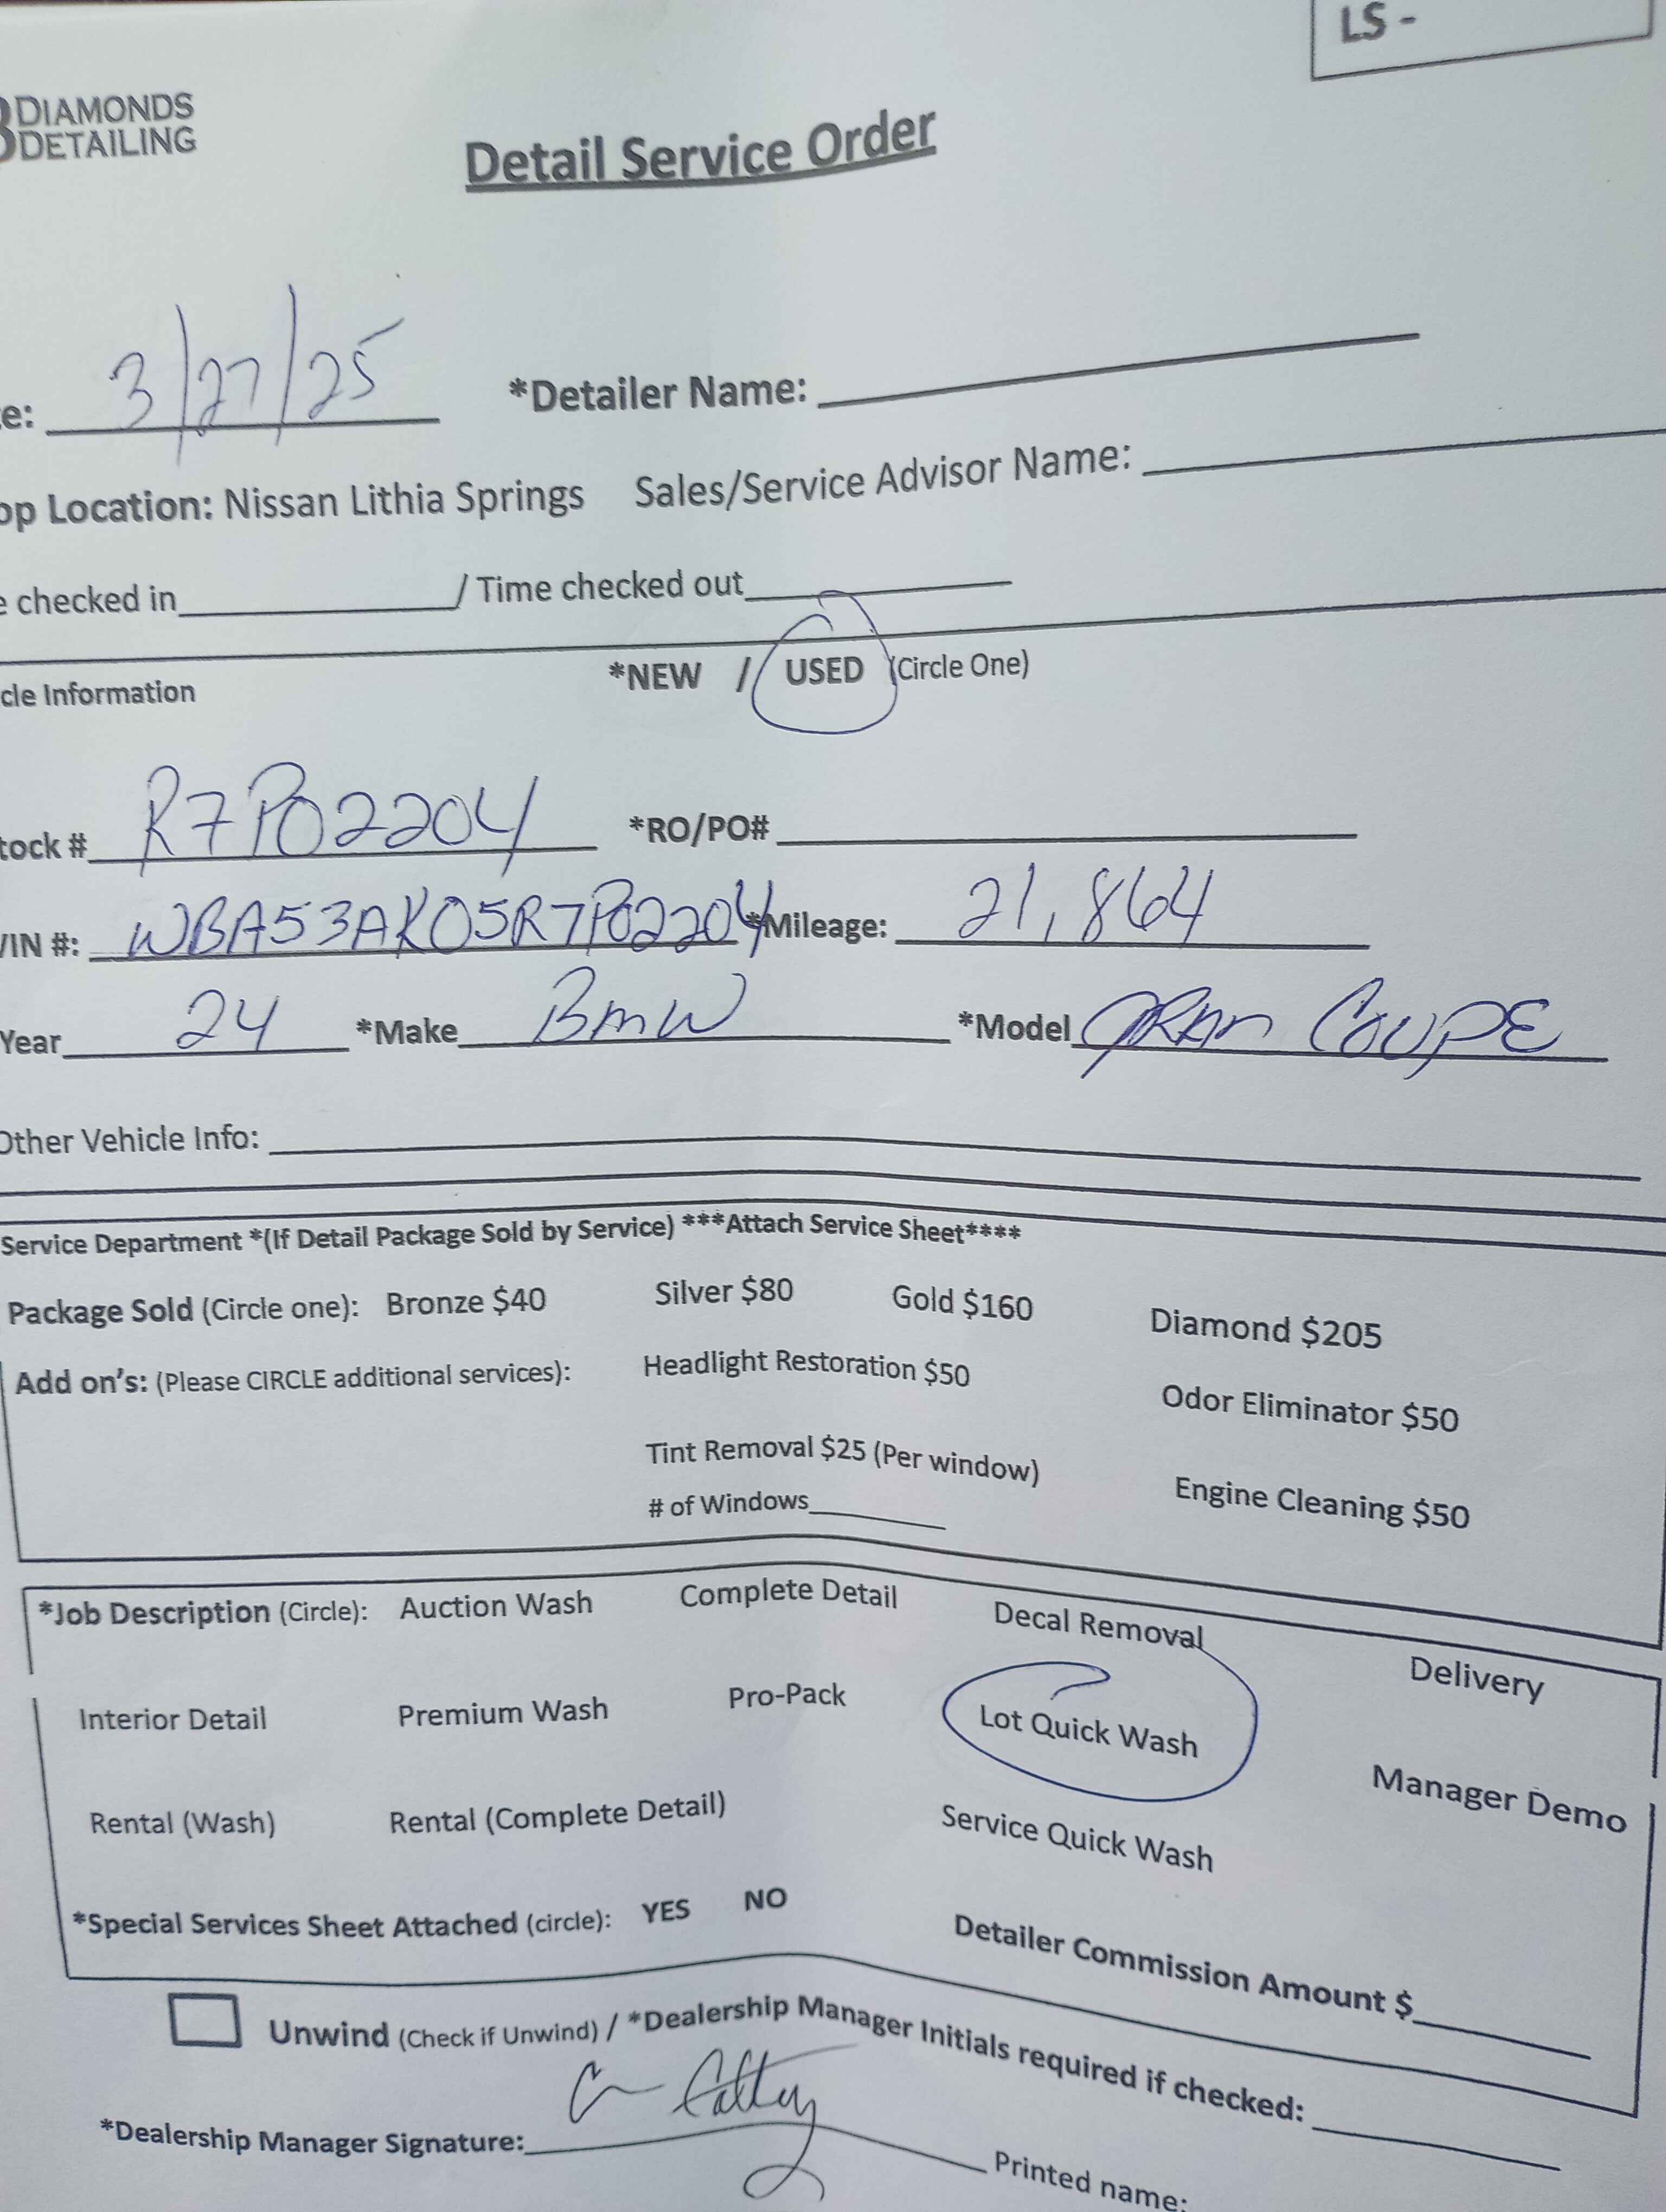 LS -
DIAMONDS
DETAILING
Detail Service Order
e: 3/27/25 *Detailer Name:
op Location: Nissan Lithia Springs Sales/Service Advisor Name:
e checked in / Time checked out
cle Information *NEW / USED (Circle One)
tock # R7P02204 *RO/PO#
VIN #: WBA53AK05R7P02204 *Mileage: 21,864
Year 24 *Make BMW *Model GRAN COUPE
Other Vehicle Info:
Service Department *(If Detail Package Sold by Service) ***Attach Service Sheet****
Package Sold (Circle one): Bronze $40 Silver $80 Gold $160 Diamond $205
Add on's: (Please CIRCLE additional services): Headlight Restoration $50 Odor Eliminator $50
Tint Removal $25 (Per window) Engine Cleaning $50
# of Windows
*Job Description (Circle): Auction Wash Complete Detail Decal Removal Delivery
Interior Detail Premium Wash Pro-Pack Lot Quick Wash Manager Demo
Rental (Wash) Rental (Complete Detail) Service Quick Wash
*Special Services Sheet Attached (circle): YES NO Detailer Commission Amount $
Unwind (Check if Unwind) / *Dealership Manager Initials required if checked:
*Dealership Manager Signature: Printed name: